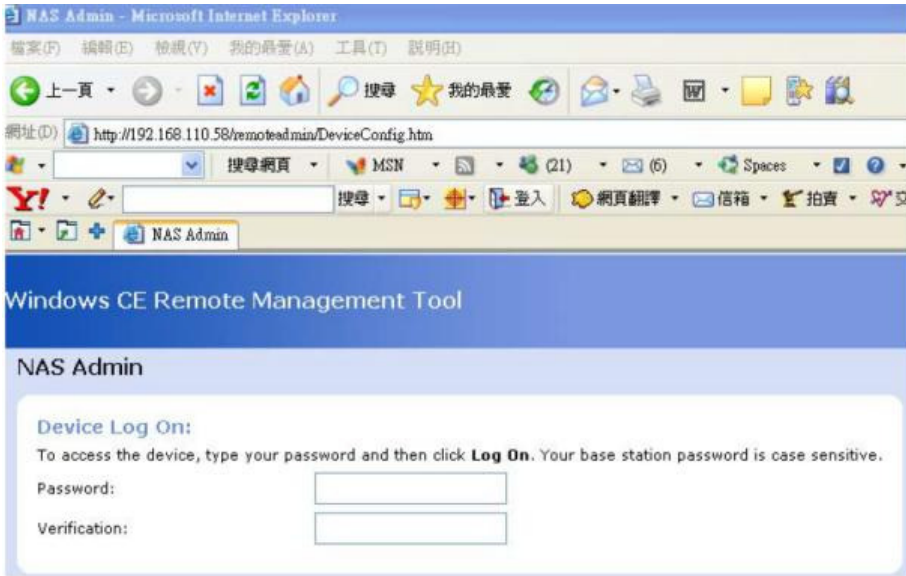 NAS Admin - Microsoft Internet Explorer
檔案(F) 編輯(E) 檢視(V) 我的最愛(A) 工具(T) 說明(H)
上一頁 搜尋 我的最愛
網址(D) http://192.168.110.58/remoteadmin/DeviceConfig.htm
搜尋網頁 MSN (21) (6) Spaces
Y! 搜尋 登入 網頁翻譯 信箱 拍賣
NAS Admin
Windows CE Remote Management Tool
NAS Admin
Device Log On:
To access the device, type your password and then click Log On. Your base station password is case sensitive.
Password:
Verification: